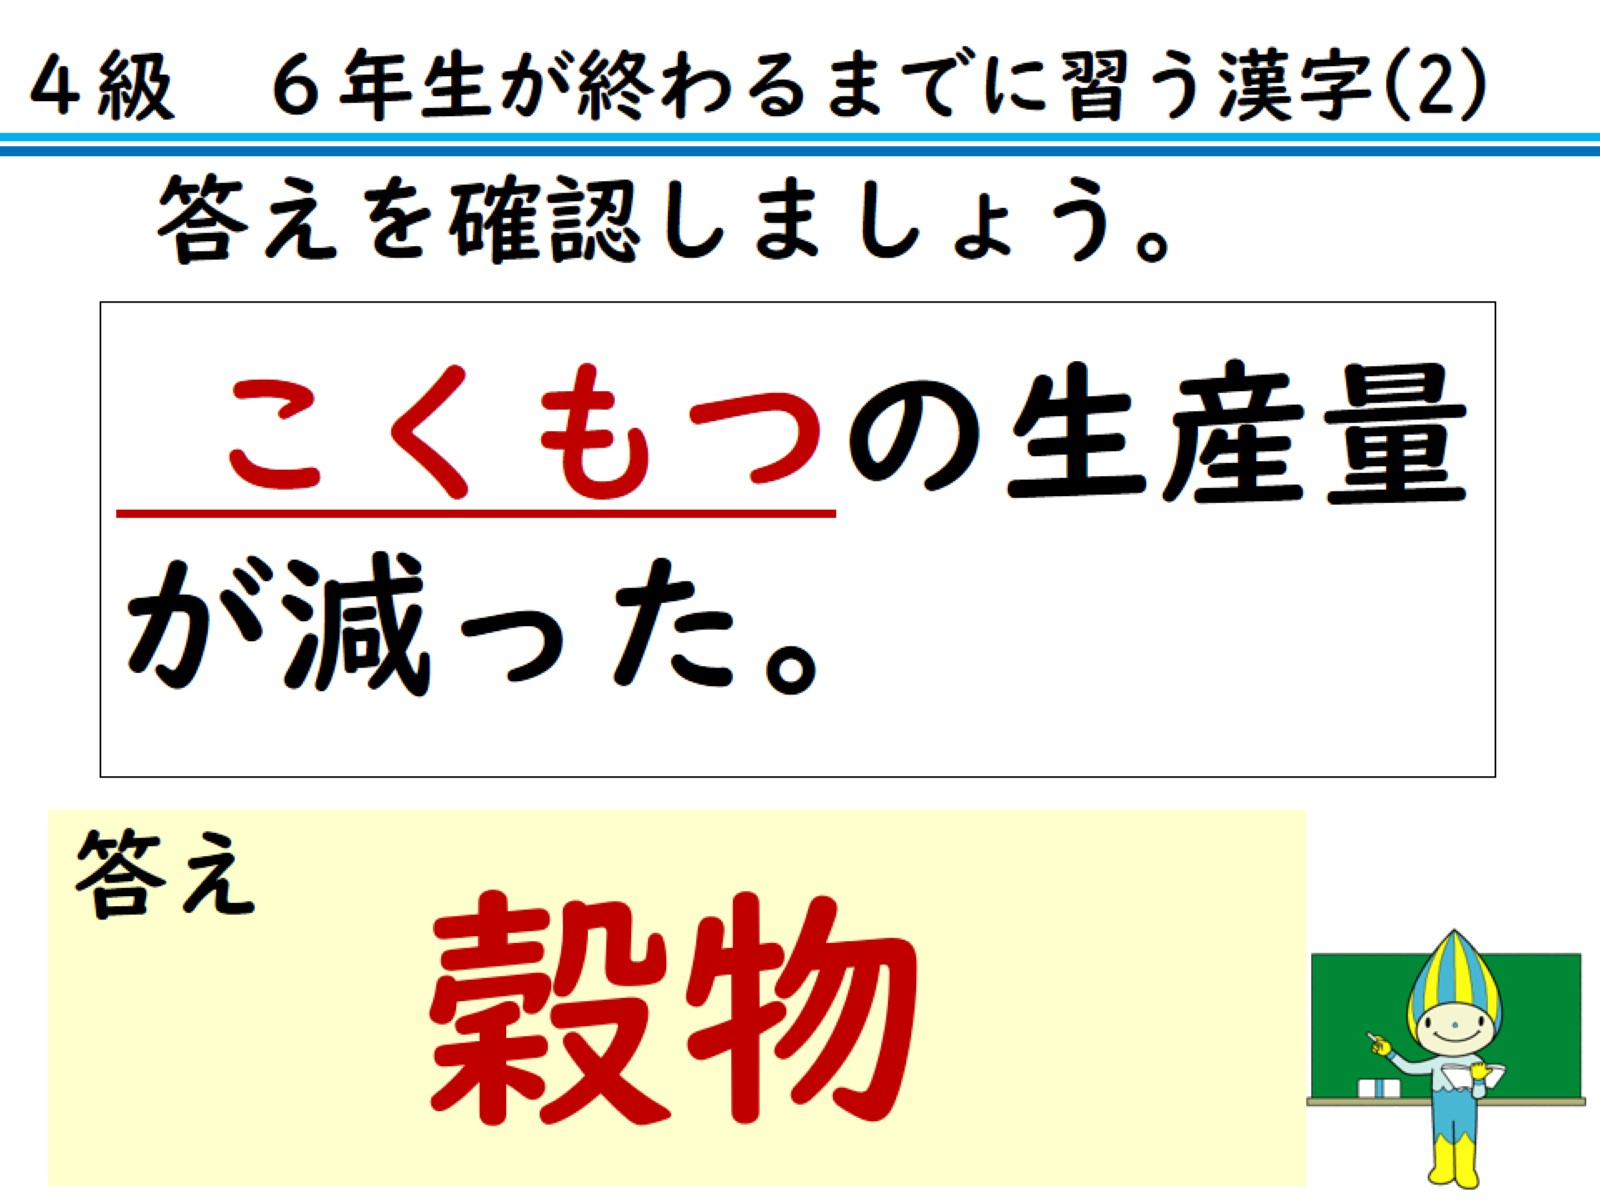 ４級　６年生が終わるまでに習う漢字(2)
答えを確認しましょう。
こくもつの生産量
が減った。
答え
穀物